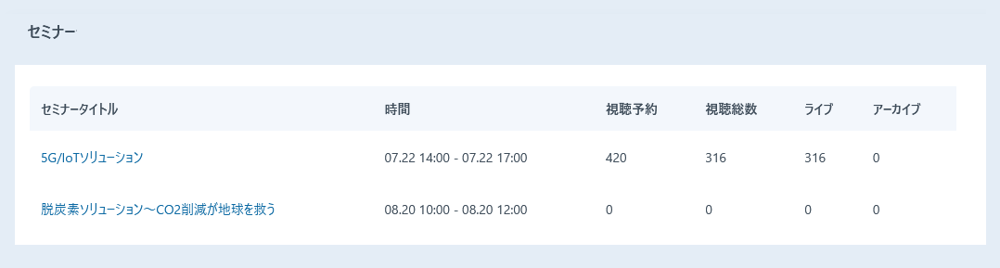 セミナー
セミナータイトル 時間 視聴予約 視聴総数 ライブ アーカイブ
5G/IoTソリューション 07.22 14:00 - 07.22 17:00 420 316 316 0
脱炭素ソリューション～CO2削減が地球を救う 08.20 10:00 - 08.20 12:00 0 0 0 0